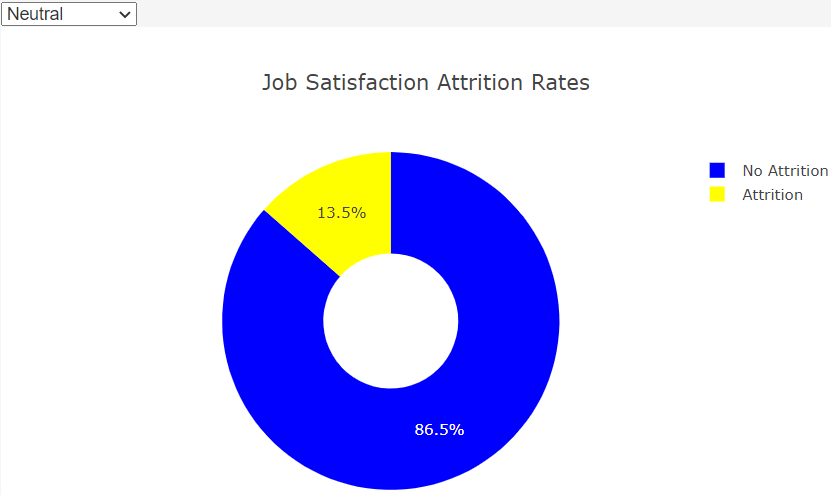 Neutral
Job Satisfaction Attrition Rates
No Attrition
Attrition
13.5%
86.5%